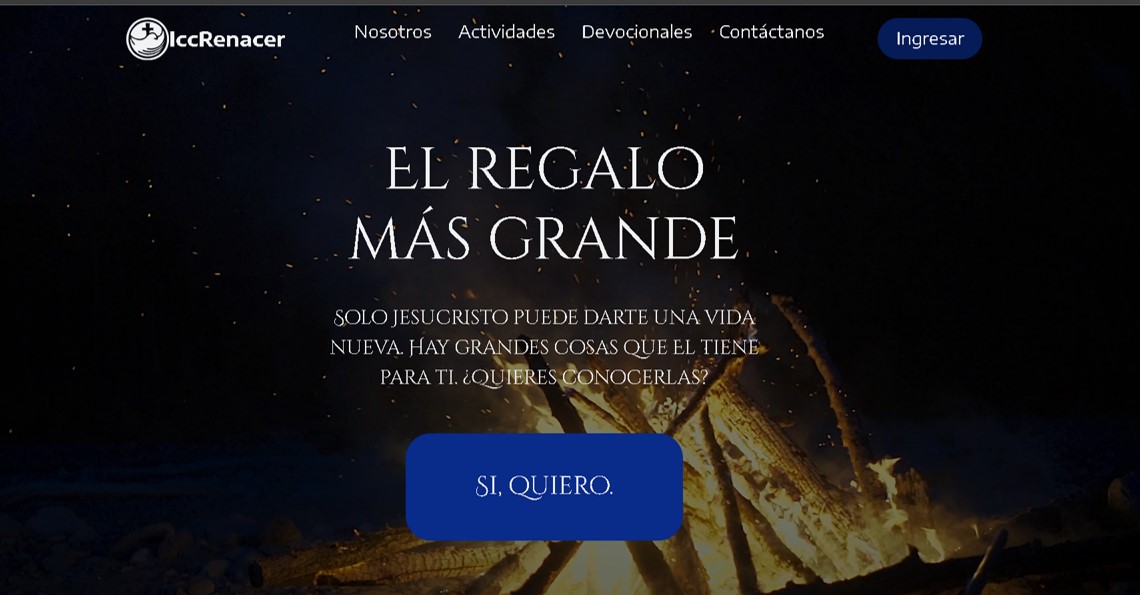 IccRenacer
Nosotros Actividades Devocionales Contáctanos
Ingresar
El regalo
más grande
Solo Jesucristo puede darte una vida
nueva. Hay grandes cosas que El tiene
para ti. ¿Quieres conocerlas?
Si, Quiero.